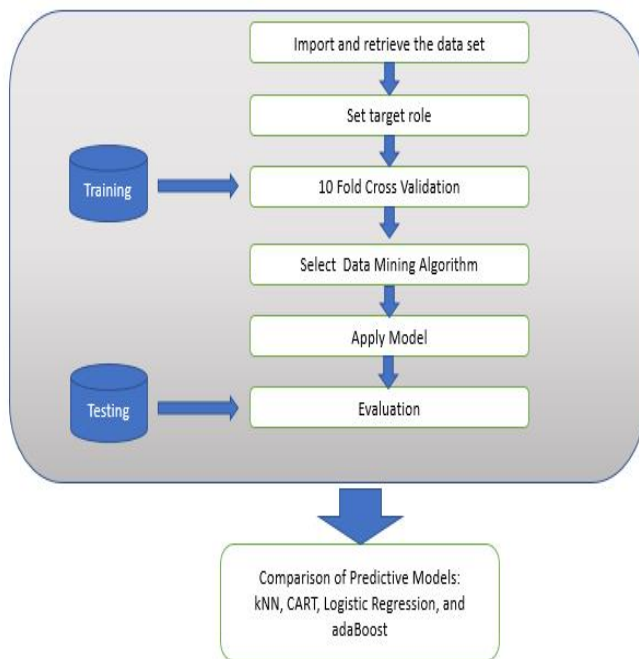 Import and retrieve the data set
Set target role
Training
10 Fold Cross Validation
Select Data Mining Algorithm
Apply Model
Testing
Evaluation
Comparison of Predictive Models:
kNN, CART, Logistic Regression, and
adaBoost